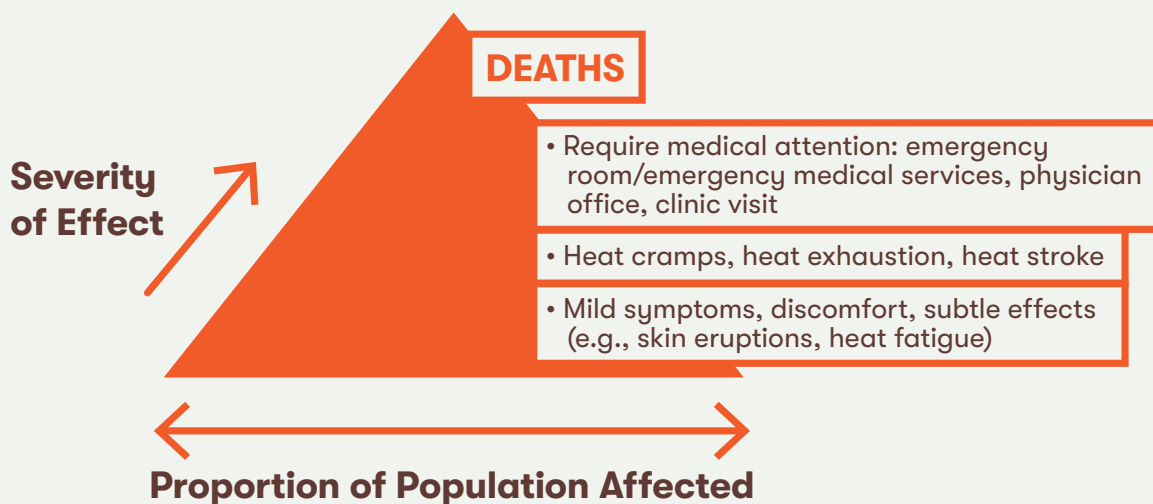 DEATHS
• Require medical attention: emergency
room/emergency medical services, physician
office, clinic visit
Severity
of Effect
• Heat cramps, heat exhaustion, heat stroke
• Mild symptoms, discomfort, subtle effects
(e.g., skin eruptions, heat fatigue)
Proportion of Population Affected